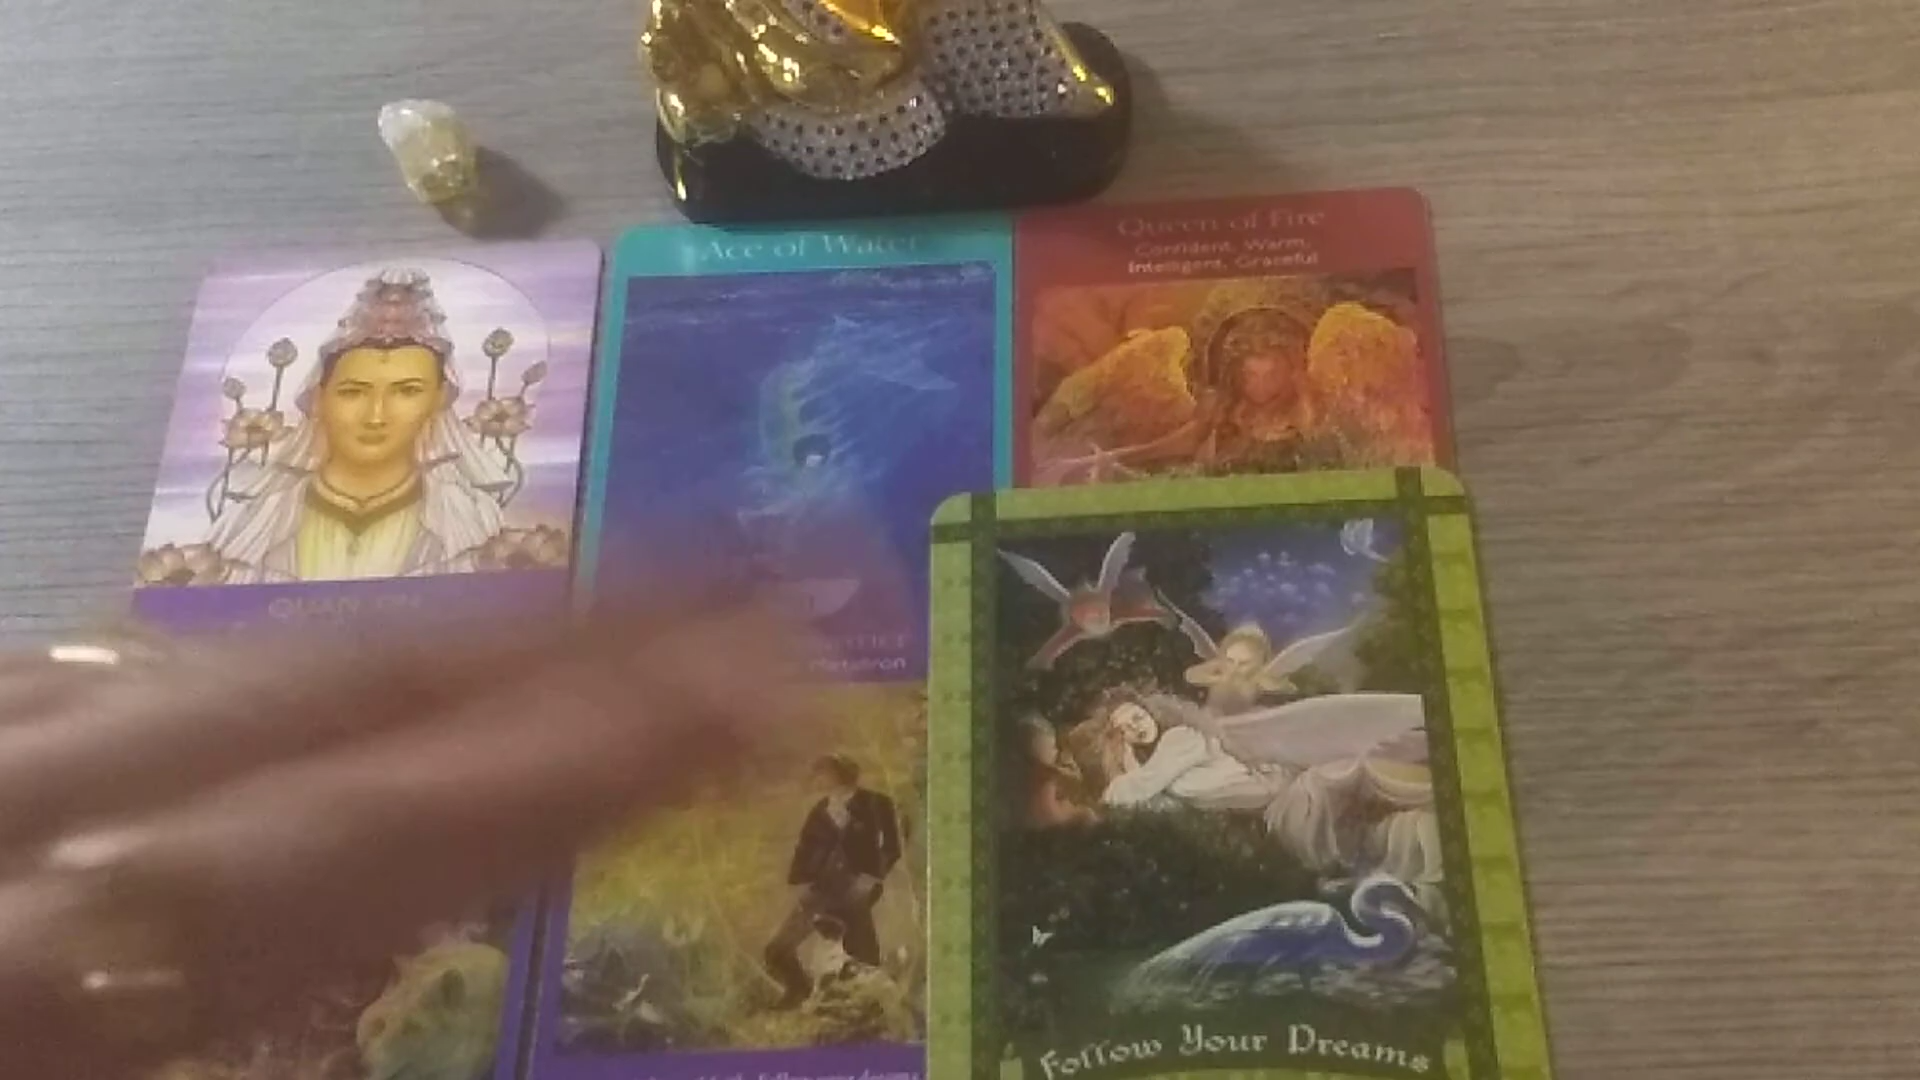 Ace of Water
Queen of Fire
Confident, Warm,
Intelligent, Graceful
QUAN YIN
Metatron
Follow Your Dreams